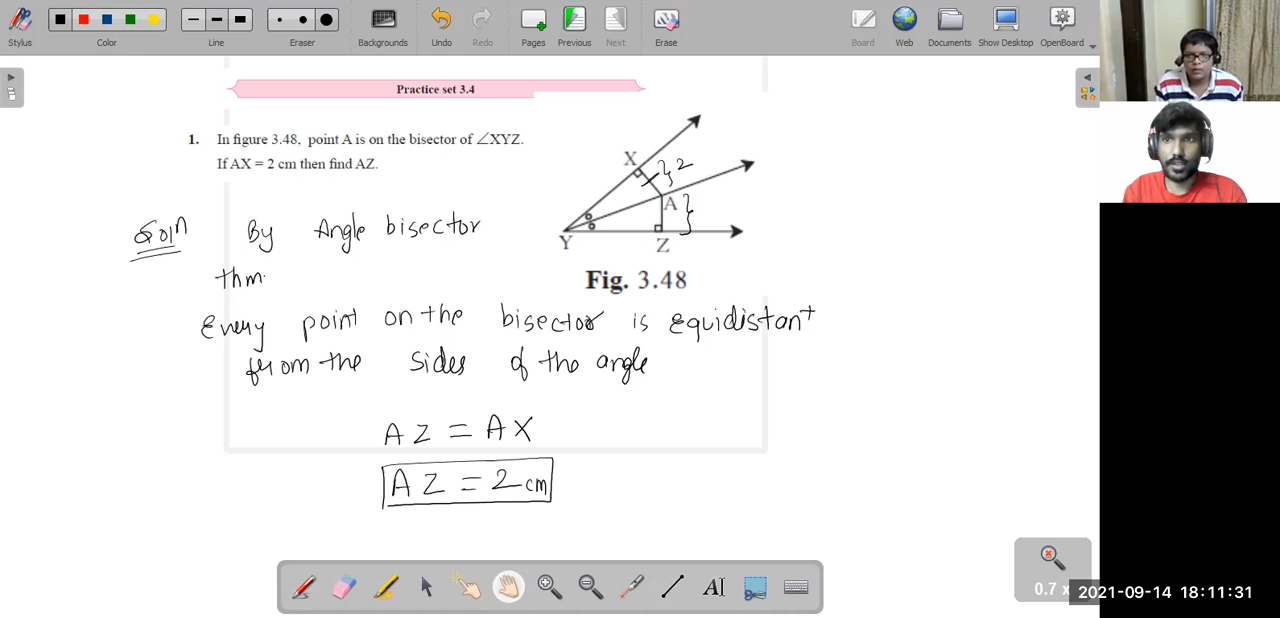 Stylus
Color
Line
Eraser
Backgrounds
Undo
Redo
Pages
Previous
Next
Erase
Board
Web
Documents
Show Desktop
OpenBoard
Practice set 3.4
1. In figure 3.48, point A is on the bisector of ∠XYZ.
If AX = 2 cm then find AZ.
X
2
A
Y
Z
Fig. 3.48
Soln By Angle bisector
thm.
Every point on the bisector is equidistant
from the sides of the angle
AZ = AX
AZ = 2 cm
AI
0.7 x
2021-09-14 18:11:31